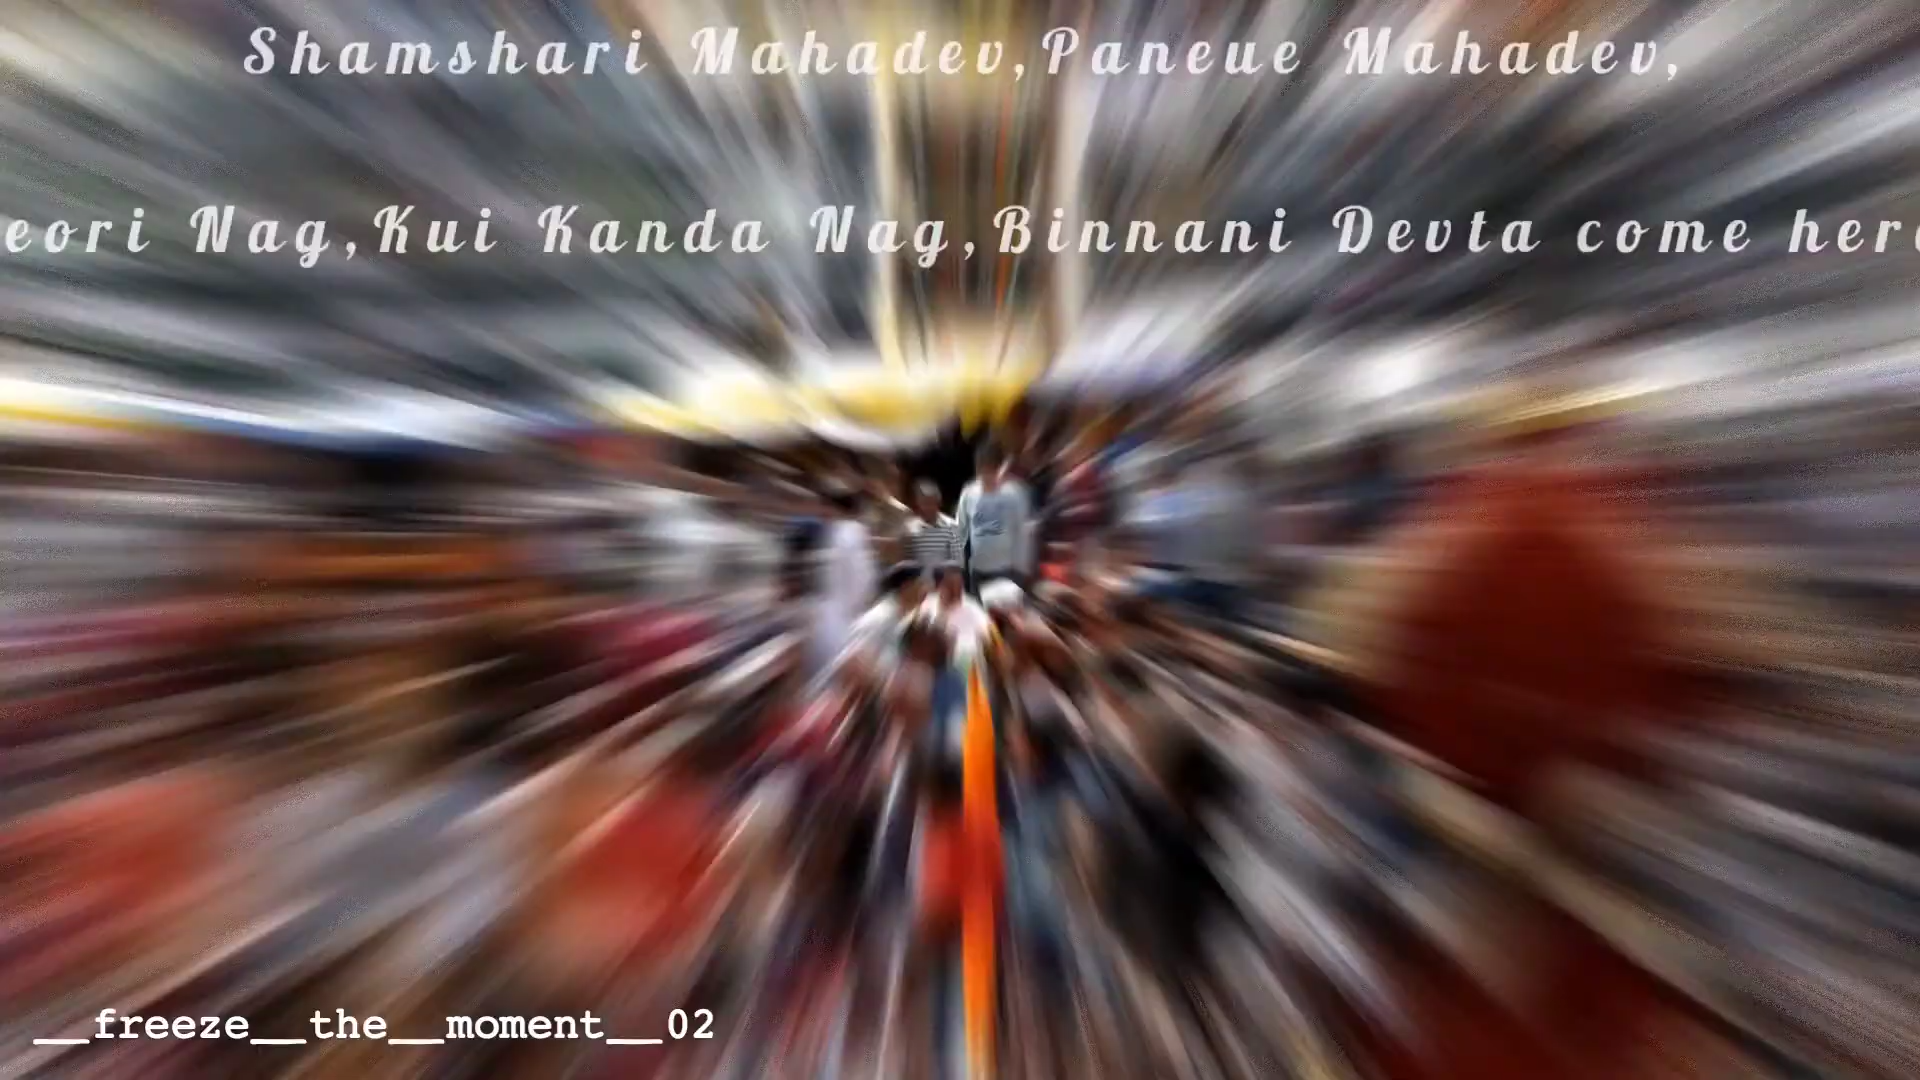 Shamshari Mahadev,Paneue Mahadev,
eori Nag,Kui Kanda Nag,Binnani Devta come her
__freeze__the__moment__02